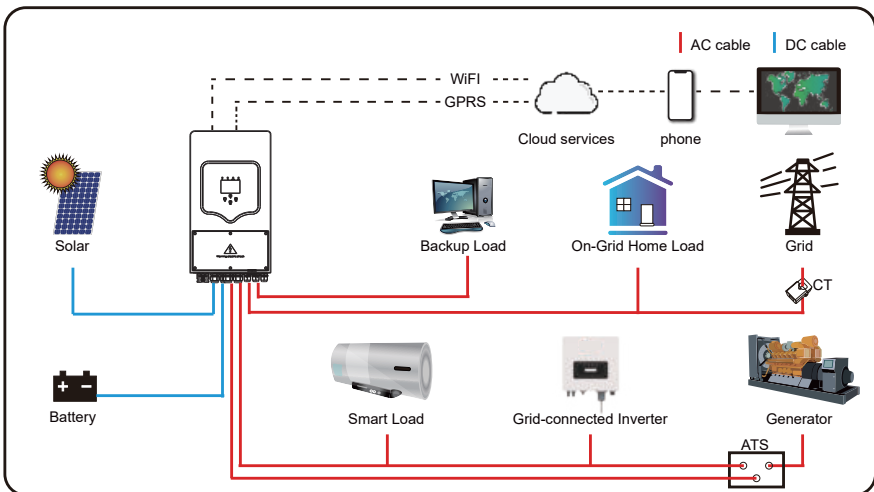 AC cable
DC cable
WiFI
GPRS
Cloud services
phone
Solar
Backup Load
On-Grid Home Load
Grid
CT
Battery
Smart Load
Grid-connected Inverter
Generator
ATS